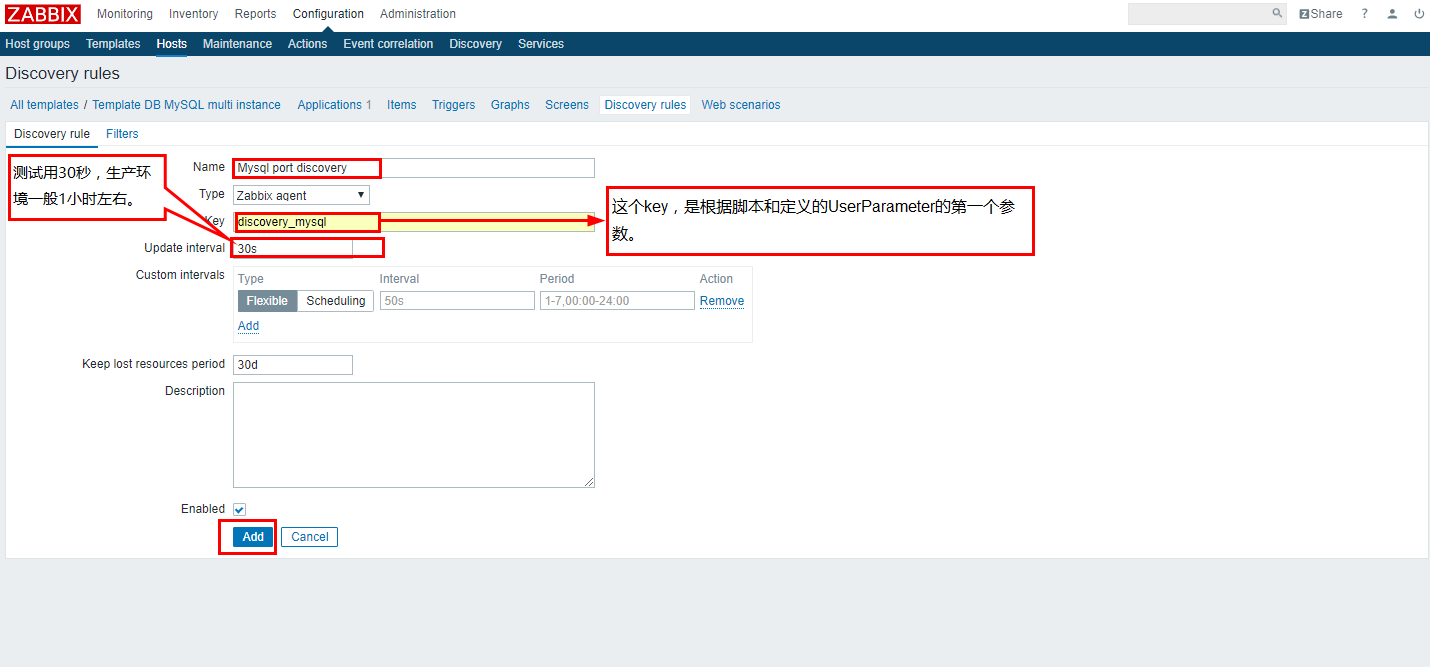 ZABBIX Monitoring Inventory Reports Configuration Administration Share ?
Host groups Templates Hosts Maintenance Actions Event correlation Discovery Services
Discovery rules
All templates / Template DB MySQL multi instance Applications 1 Items Triggers Graphs Screens Discovery rules Web scenarios
Discovery rule Filters
测试用30秒，生产环
境一般1小时左右。
Name Mysql port discovery
Type Zabbix agent
Key discovery_mysql
这个key，是根据脚本和定义的UserParameter的第一个参
数。
Update interval 30s
Custom intervals Type Interval Period Action
Flexible Scheduling 50s 1-7,00:00-24:00 Remove
Add
Keep lost resources period 30d
Description
Enabled
Add Cancel